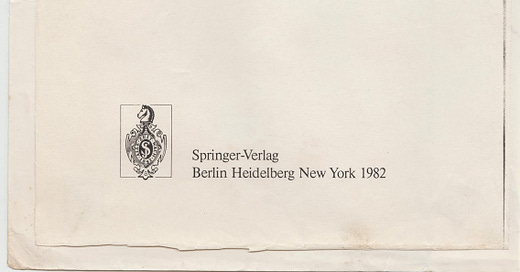 Springer-Verlag
Berlin Heidelberg New York 1982